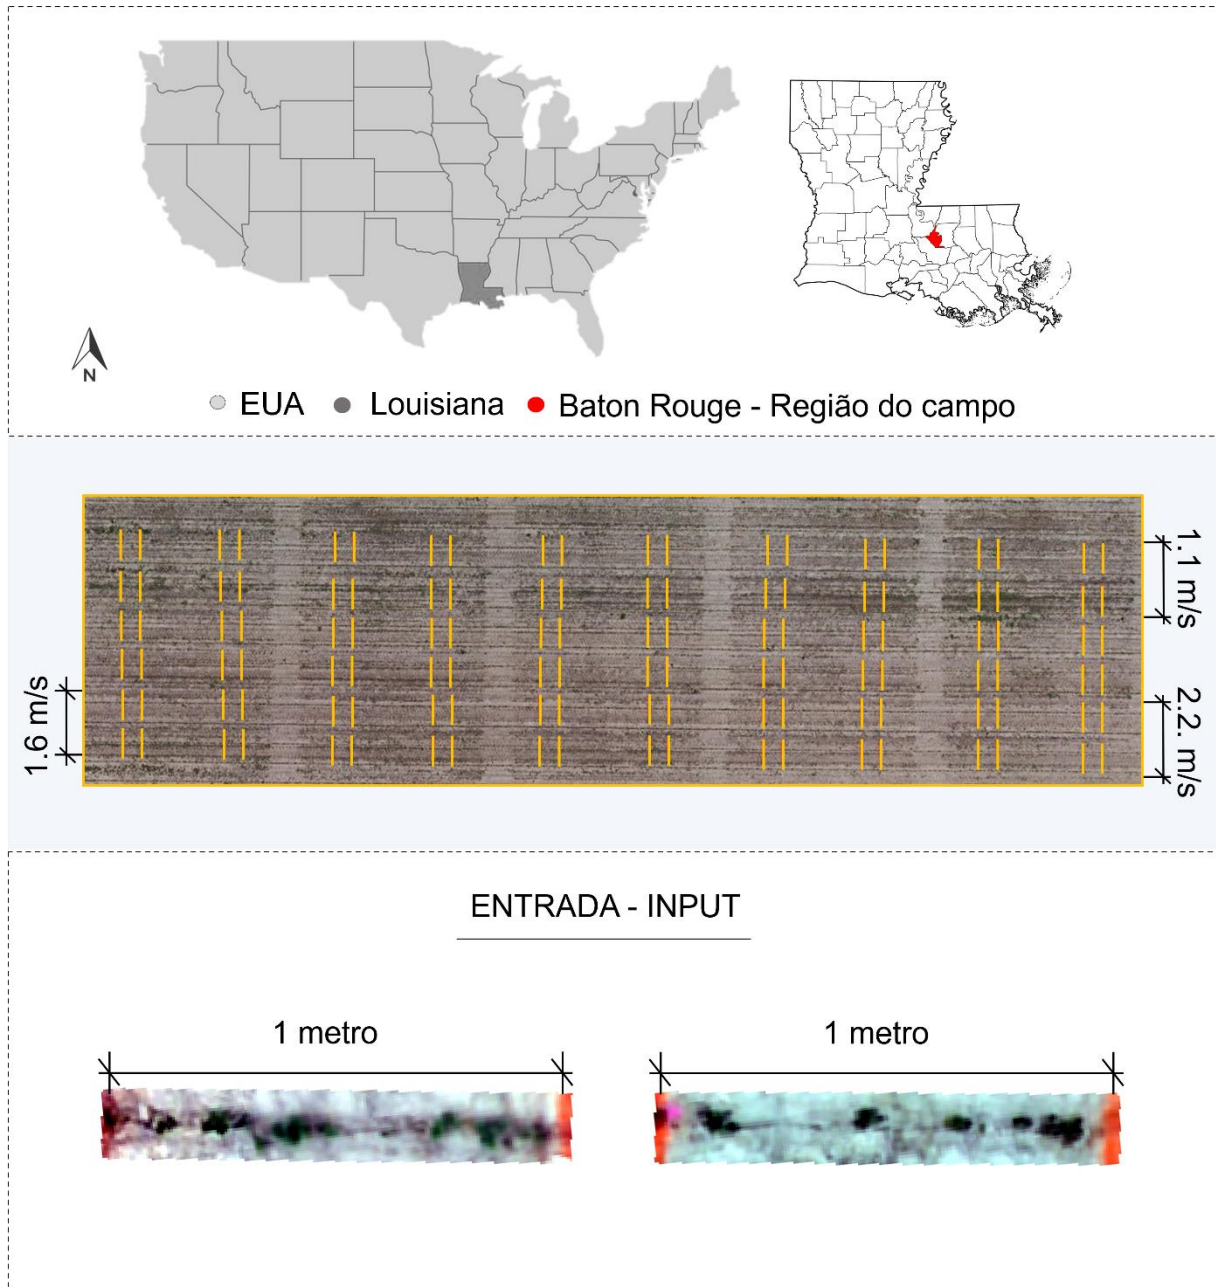 N
EUA
Louisiana
Baton Rouge - Região do campo
1.1 m/s
1.6 m/s
2.2. m/s
ENTRADA - INPUT
1 metro
1 metro